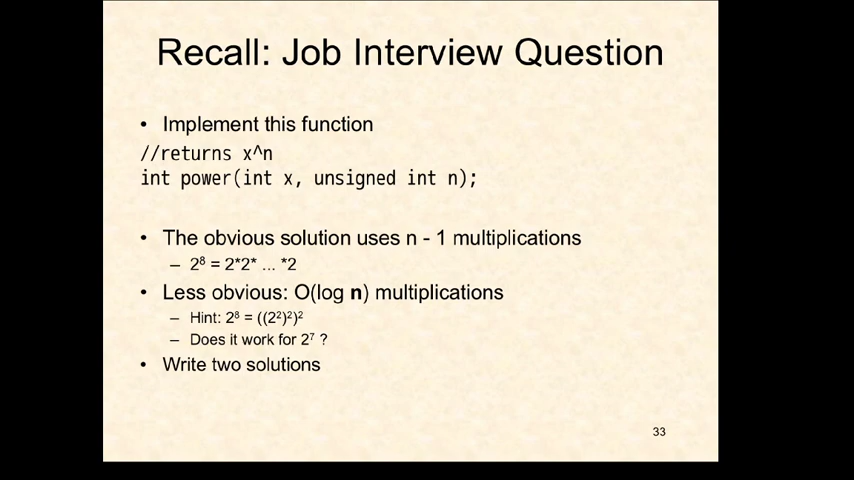 Recall: Job Interview Question
• Implement this function
//returns x^n
int power(int x, unsigned int n);
• The obvious solution uses n - 1 multiplications
– 2⁸ = 2*2* ... *2
• Less obvious: O(log n) multiplications
– Hint: 2⁸ = ((2²)²)²
– Does it work for 2⁷ ?
• Write two solutions
33